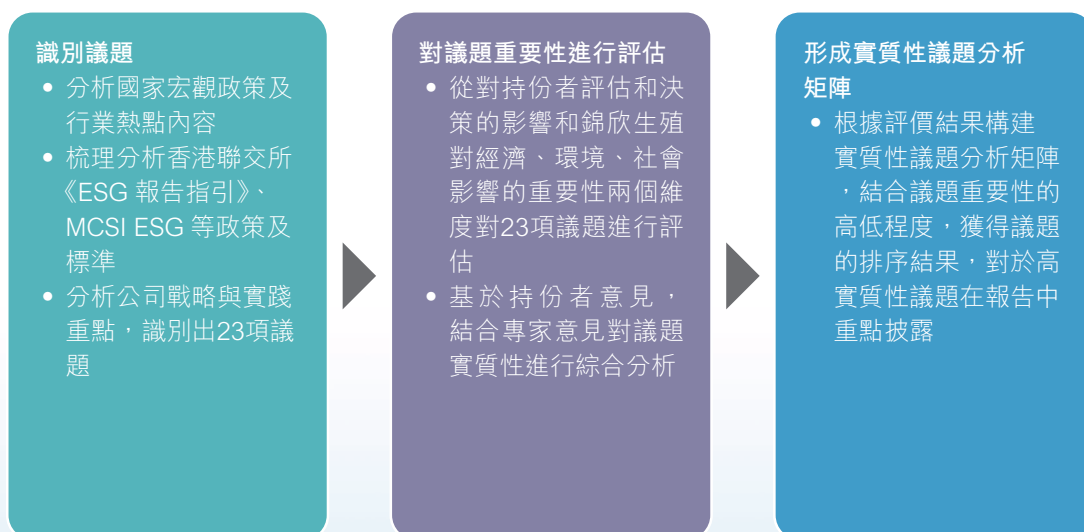 識別議題
• 分析國家宏觀政策及
行業熱點內容
• 梳理分析香港聯交所
《ESG 報告指引》、
MCSI ESG 等政策及
標準
• 分析公司戰略與實踐
重點，識別出23項議
題
對議題重要性進行評估
• 從對持份者評估和決
策的影響和錦欣生殖
對經濟、環境、社會
影響的重要性兩個維
度對23項議題進行評
估
• 基於持份者意見，
結合專家意見對議題
實質性進行綜合分析
形成實質性議題分析
矩陣
• 根據評價結果構建
實質性議題分析矩陣
，結合議題重要性的
高低程度，獲得議題
的排序結果，對於高
實質性議題在報告中
重點披露